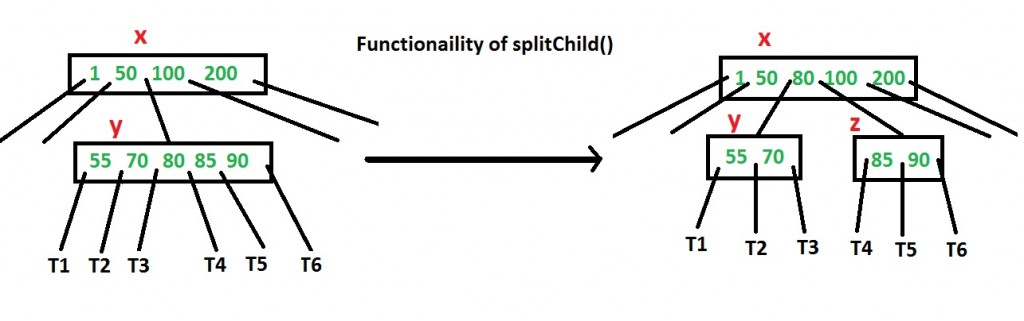 Functionaility of splitChild()
x
1 50 100 200
y
55 70 80 85 90
T1 T2 T3 T4 T5 T6
x
1 50 80 100 200
y z
55 70 85 90
T1 T2 T3 T4 T5 T6